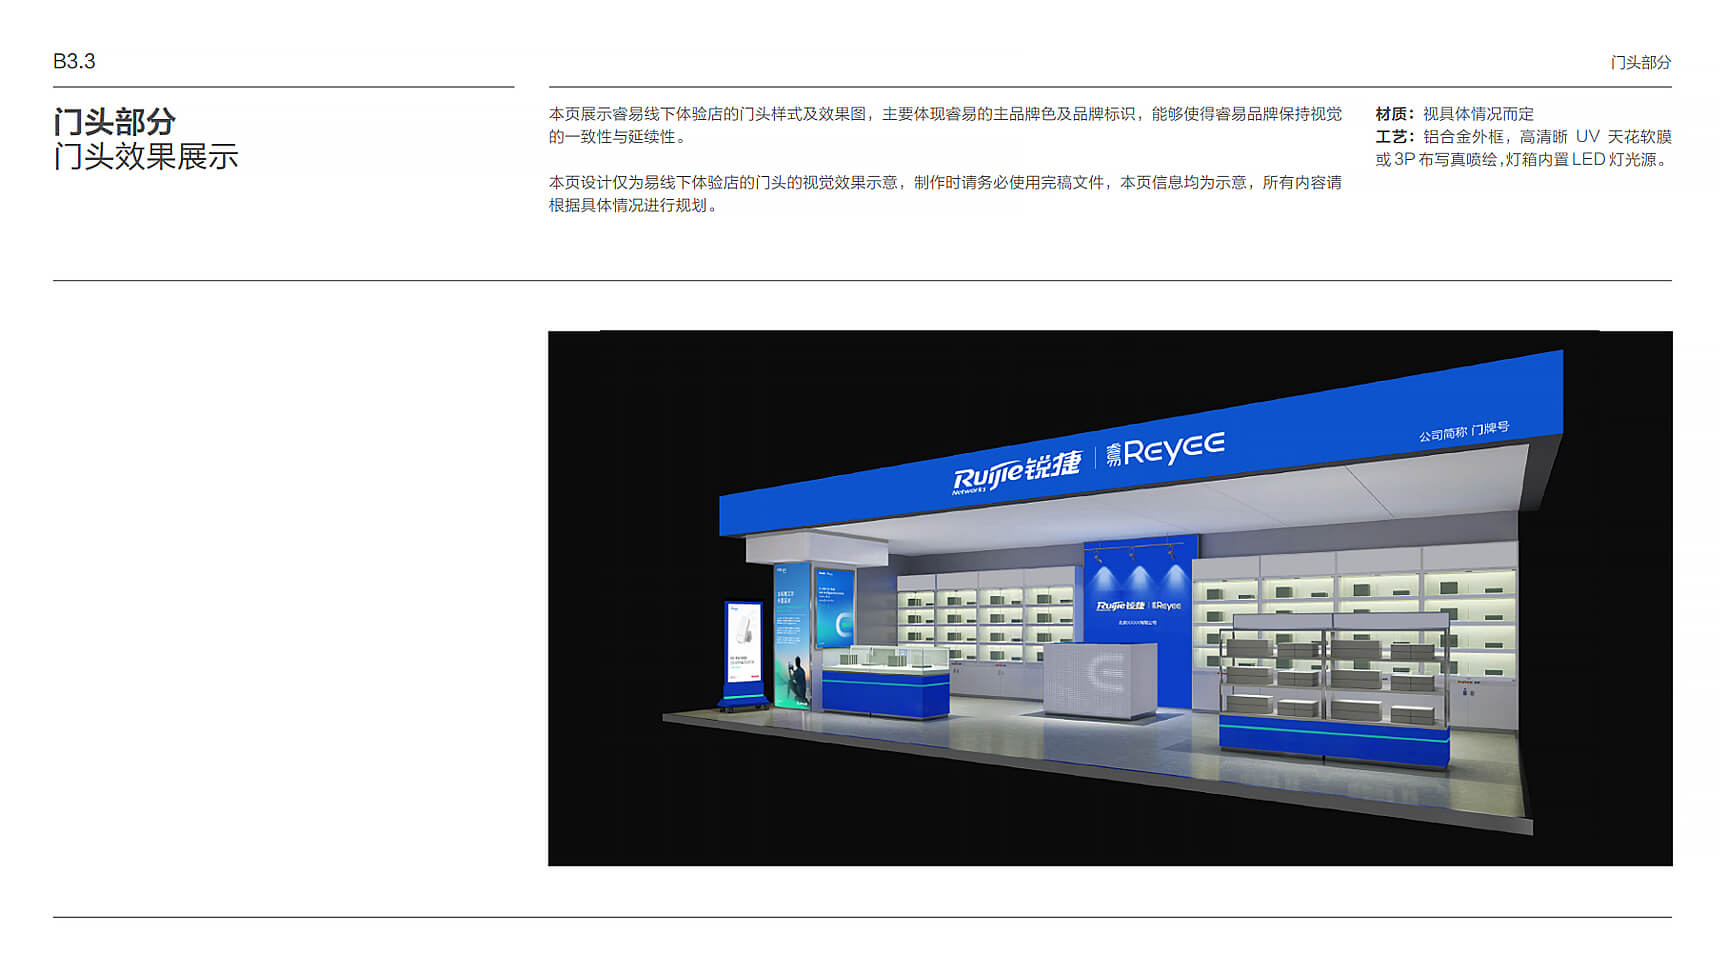 B3.3
门头部分
门头部分
门头效果展示
本页展示睿易线下体验店的门头样式及效果图，主要体现睿易的主品牌色及品牌标识，能够使得睿易品牌保持视觉
的一致性与延续性。
本页设计仅为易线下体验店的门头的视觉效果示意，制作时请务必使用完稿文件，本页信息均为示意，所有内容请
根据具体情况进行规划。
材质：视具体情况而定
工艺：铝合金外框，高清晰 UV 天花软膜
或3P布写真喷绘,灯箱内置LED灯光源。
Ruijie锐捷 Networks | 睿易Reyee
公司简称 门牌号
Ruijie锐捷 | 睿易Reyee